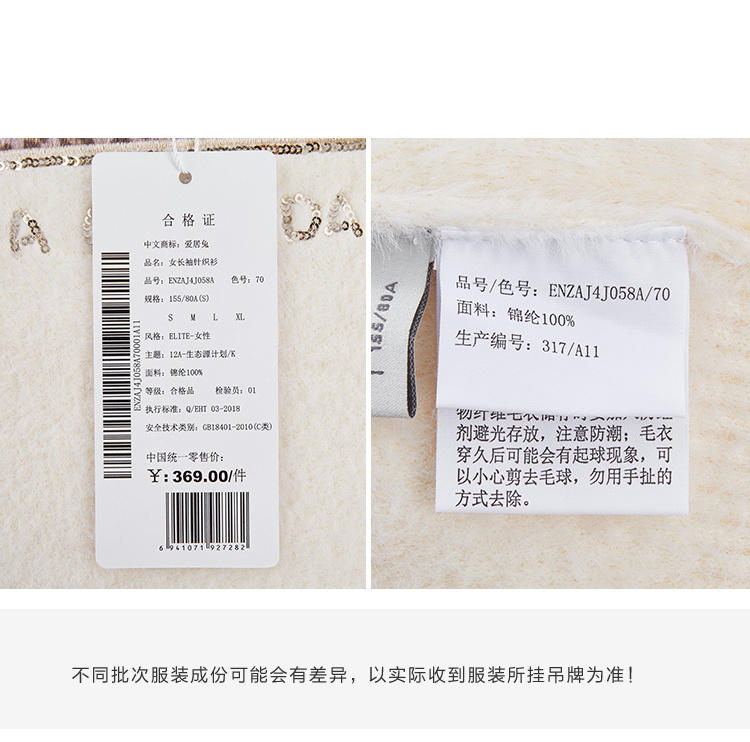 A
DA
合格证
中文商标：爱居兔
品名：女长袖针织衫
品号：ENZAJ4J058A 色号：70
规格：155/80A(S)
S M L XL
风格：ELITE-女性
主题：12A-生态源计划/K
面料：锦纶100%
等级：合格品 检验员：01
执行标准：Q/EHT 03-2018
安全技术类别：GB18401-2010(C类)
中国统一零售价：
¥:369.00/件
6 941071 927282
ENZAJ4J058A70001A11
155/80A
品号/色号：ENZAJ4J058A/70
面料：锦纶100%
生产编号：317/A11
剂避光存放，注意防潮；毛衣
穿久后可能会有起球现象，可
以小心剪去毛球，勿用手扯的
方式去除。
不同批次服装成份可能会有差异，以实际收到服装所挂吊牌为准！